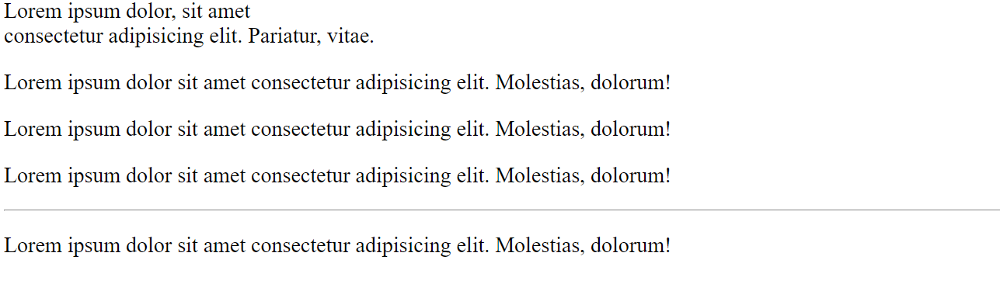 Lorem ipsum dolor, sit amet
consectetur adipisicing elit. Pariatur, vitae.
Lorem ipsum dolor sit amet consectetur adipisicing elit. Molestias, dolorum!
Lorem ipsum dolor sit amet consectetur adipisicing elit. Molestias, dolorum!
Lorem ipsum dolor sit amet consectetur adipisicing elit. Molestias, dolorum!
Lorem ipsum dolor sit amet consectetur adipisicing elit. Molestias, dolorum!